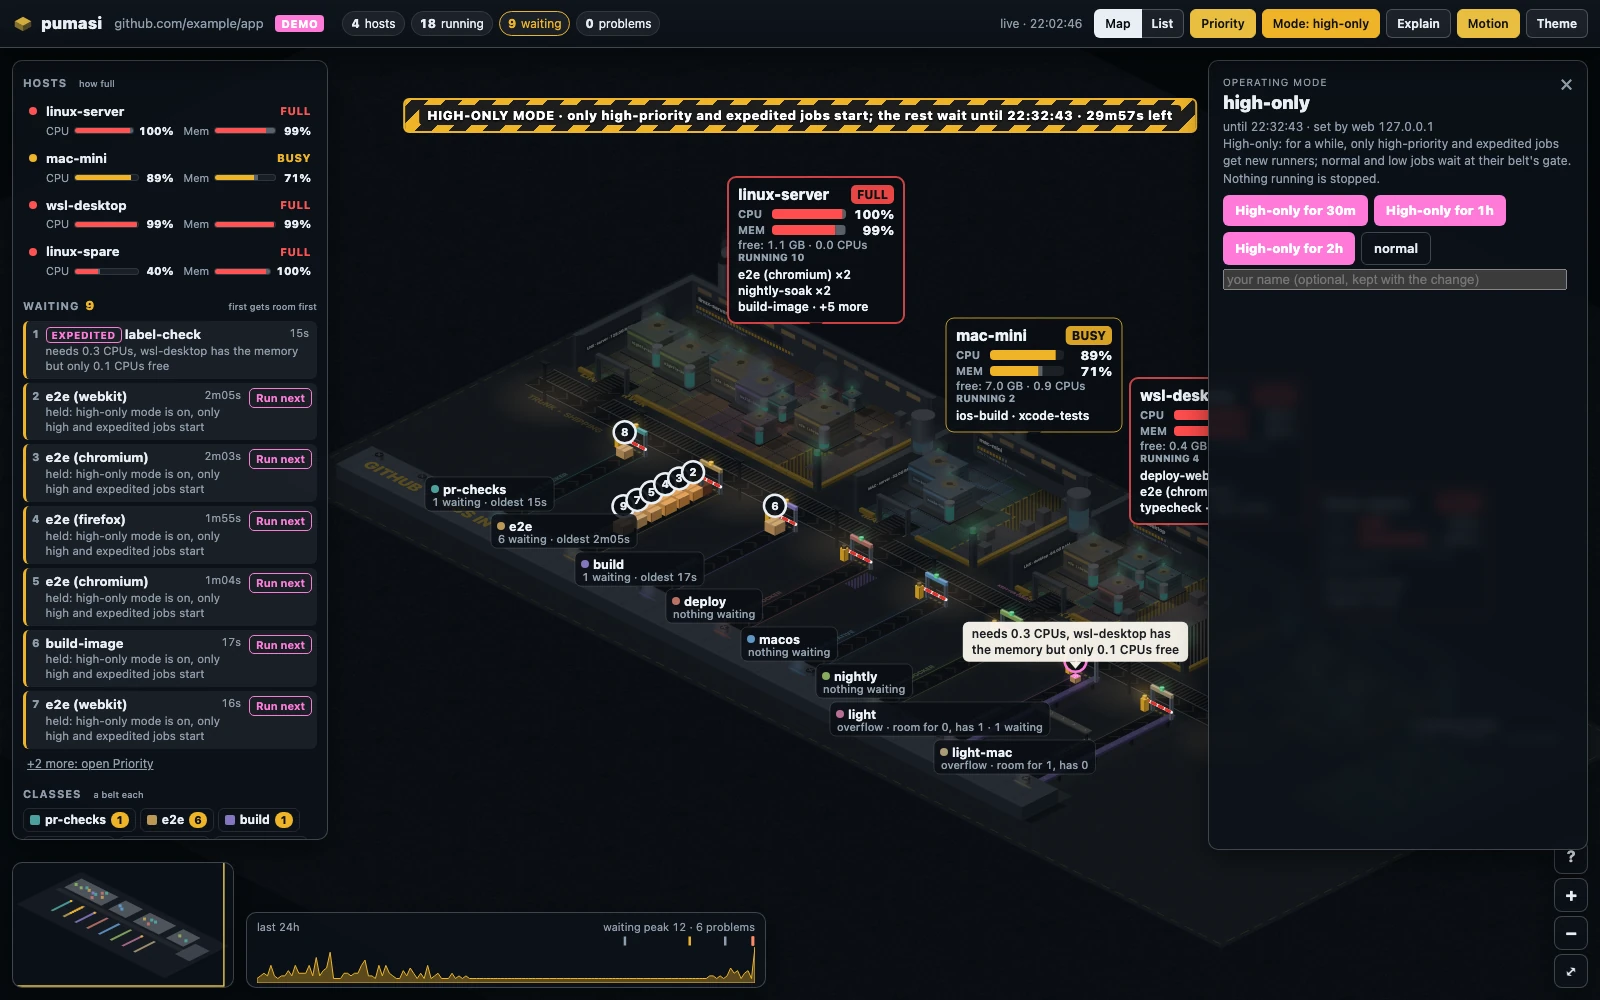 pumasi github.com/example/app DEMO 4 hosts 18 running 9 waiting 0 problems live · 22:02:46 Map List Priority Mode: high-only Explain Motion Theme
HOSTS how full
linux-server FULL
CPU 100% Mem 99%
mac-mini BUSY
CPU 89% Mem 71%
wsl-desktop FULL
CPU 99% Mem 99%
linux-spare FULL
CPU 40% Mem 100%
WAITING 9 first gets room first
1 EXPEDITED label-check 15s
needs 0.3 CPUs, wsl-desktop has the memory
but only 0.1 CPUs free
2 e2e (webkit) 2m05s Run next
held: high-only mode is on, only
high and expedited jobs start
3 e2e (chromium) 2m03s Run next
held: high-only mode is on, only
high and expedited jobs start
4 e2e (firefox) 1m55s Run next
held: high-only mode is on, only
high and expedited jobs start
5 e2e (chromium) 1m04s Run next
held: high-only mode is on, only
high and expedited jobs start
6 build-image 17s Run next
held: high-only mode is on, only
high and expedited jobs start
7 e2e (webkit) 16s Run next
held: high-only mode is on, only
high and expedited jobs start
+2 more: open Priority
CLASSES a belt each
pr-checks 1 e2e 6 build 1
HIGH-ONLY MODE · only high-priority and expedited jobs start; the rest wait until 22:32:43 · 29m57s left
linux-server FULL
CPU 100%
MEM 99%
free: 1.1 GB · 0.0 CPUs
RUNNING 10
e2e (chromium) ×2
nightly-soak ×2
build-image · +5 more
mac-mini BUSY
CPU 89%
MEM 71%
free: 7.0 GB · 0.9 CPUs
RUNNING 2
ios-build · xcode-tests
wsl-desk
CPU
MEM
free: 0.4 GB
RUNNING 4
deploy-web
e2e (chrom
typecheck ·
GITHUB
8
9 7 5 4 3 2
6
pr-checks
1 waiting · oldest 15s
e2e
6 waiting · oldest 2m05s
build
1 waiting · oldest 17s
deploy
nothing waiting
macos
nothing waiting
nightly
nothing waiting
needs 0.3 CPUs, wsl-desktop has
the memory but only 0.1 CPUs free
light
overflow · room for 0, has 1 · 1 waiting
light-mac
overflow · room for 1, has 0
OPERATING MODE
high-only
until 22:32:43 · set by web 127.0.0.1
High-only: for a while, only high-priority and expedited jobs
get new runners; normal and low jobs wait at their belt's gate.
Nothing running is stopped.
High-only for 30m High-only for 1h
High-only for 2h normal
your name (optional, kept with the change)
last 24h waiting peak 12 · 6 problems
?
+
−